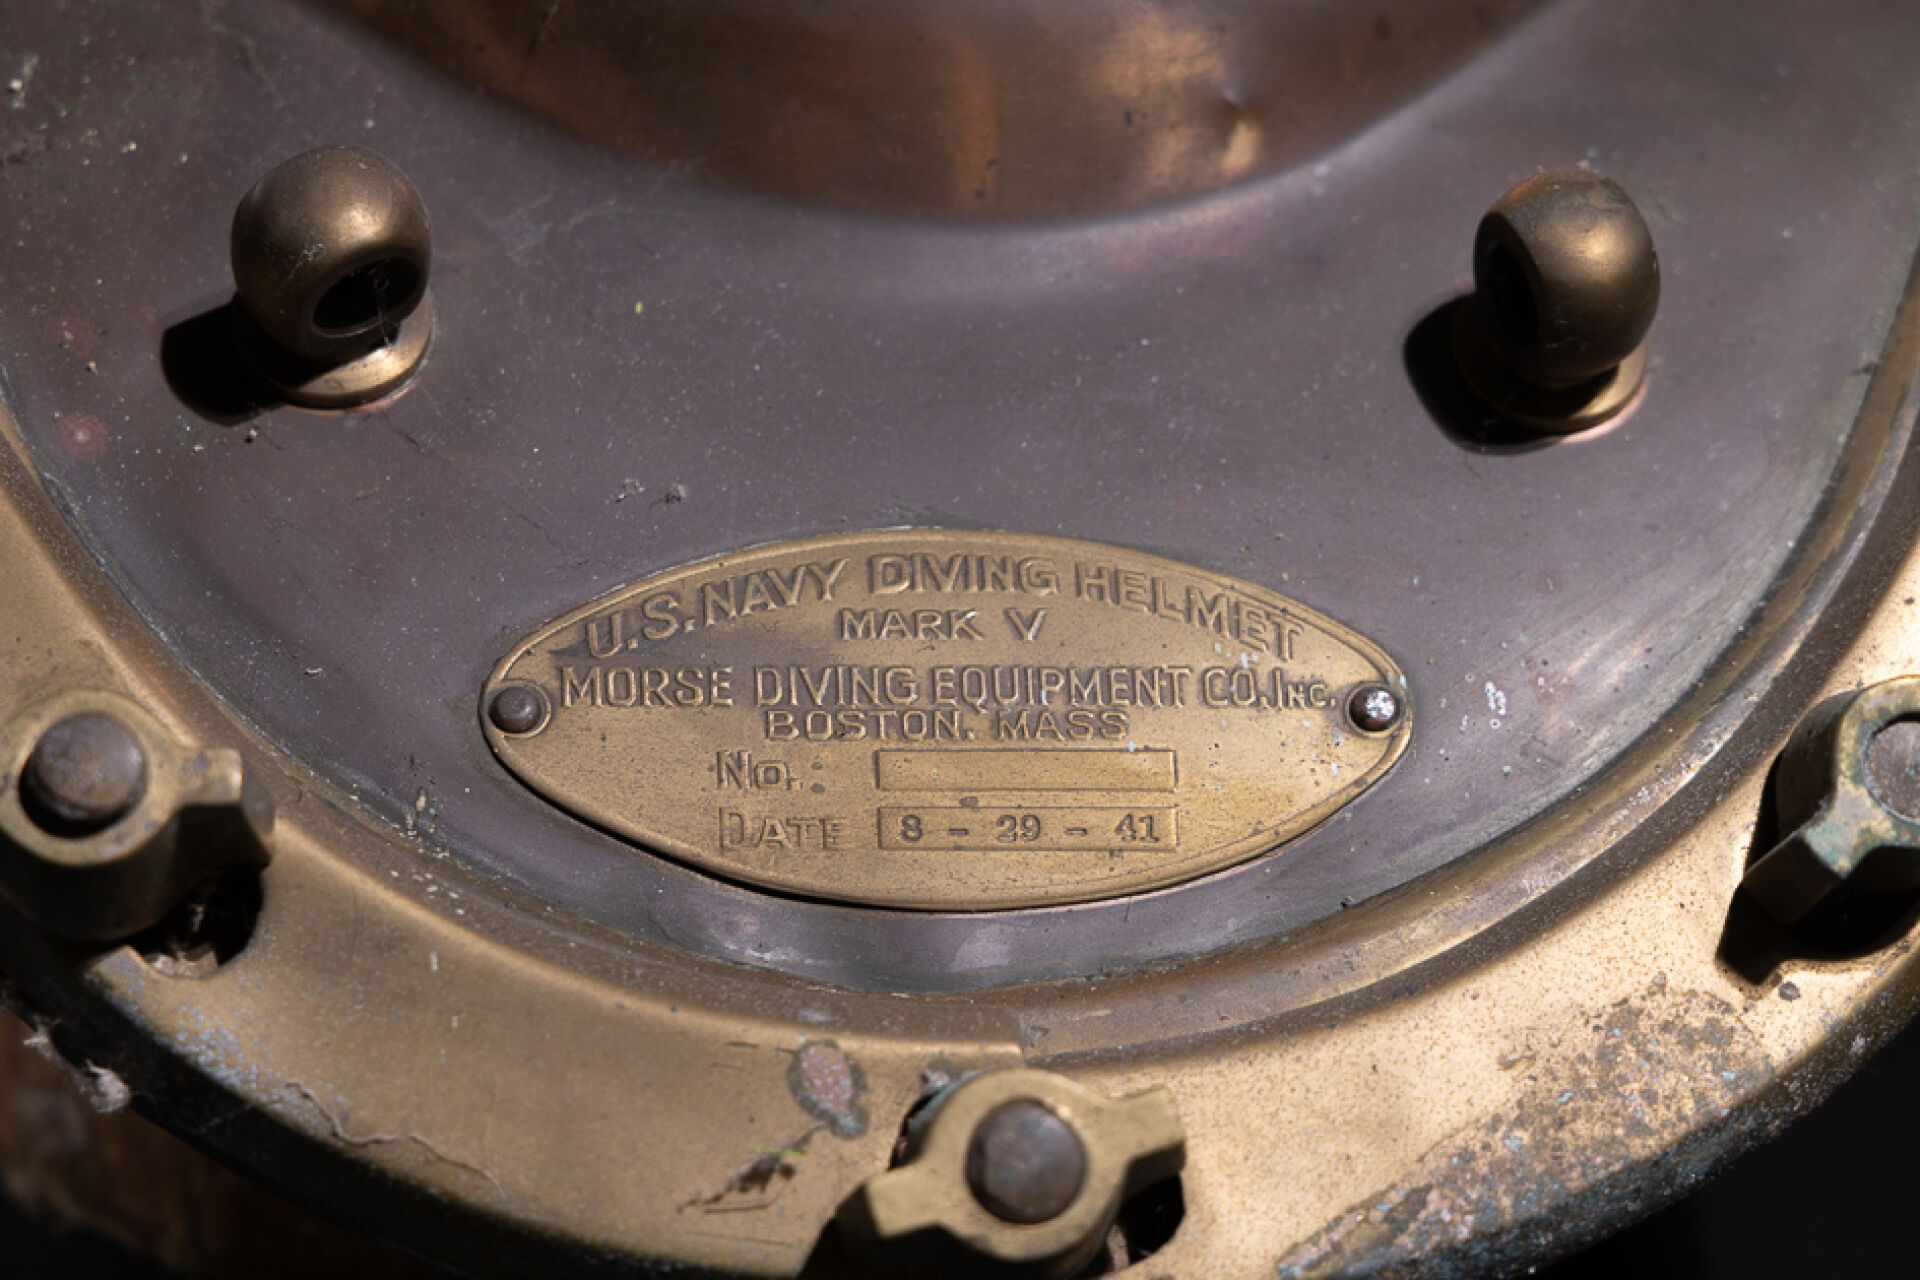 U.S. NAVY DIVING HELMET
MARK V
MORSE DIVING EQUIPMENT CO. INC.
BOSTON. MASS
No. :
DATE 8 - 29 - 41